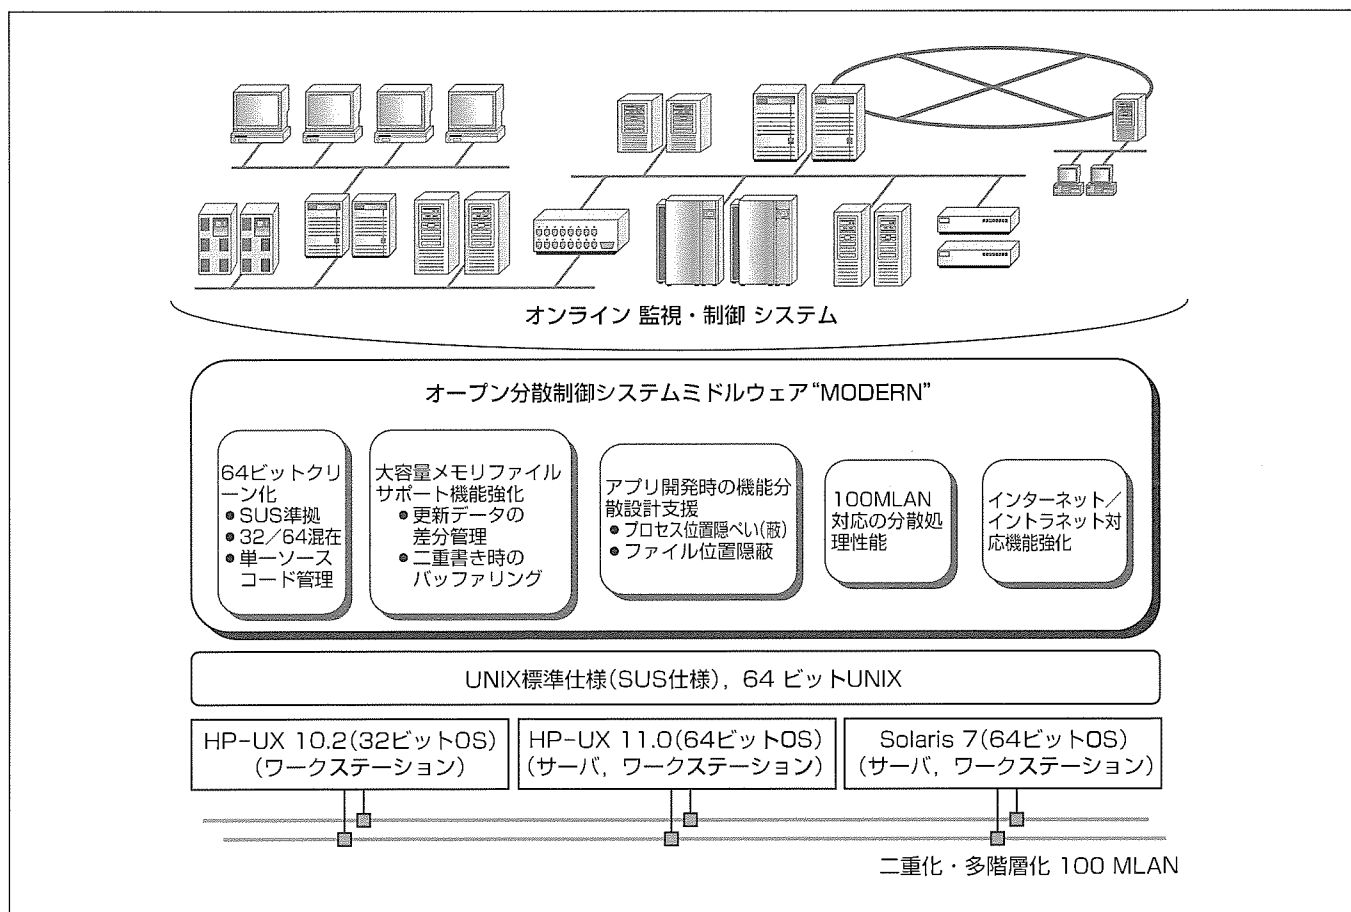 オンライン 監視・制御 システム
オープン分散制御システムミドルウェア“MODERN”
64ビットクリ
ーン化
●SUS準拠
●32／64混在
●単一ソース
コード管理
大容量メモリファイル
サポート機能強化
●更新データの
差分管理
●二重書き時の
バッファリング
アプリ開発時の機能分
散設計支援
●プロセス位置隠ぺい(蔽)
●ファイル位置隠蔽
100MLAN
対応の分散処
理性能
インターネット／
イントラネット対
応機能強化
UNIX標準仕様(SUS仕様)，64 ビットUNIX
HP-UX 10.2(32ビットOS)
(ワークステーション)
HP-UX 11.0(64ビットOS)
(サーバ，ワークステーション)
Solaris 7(64ビットOS)
(サーバ，ワークステーション)
二重化・多階層化 100 MLAN